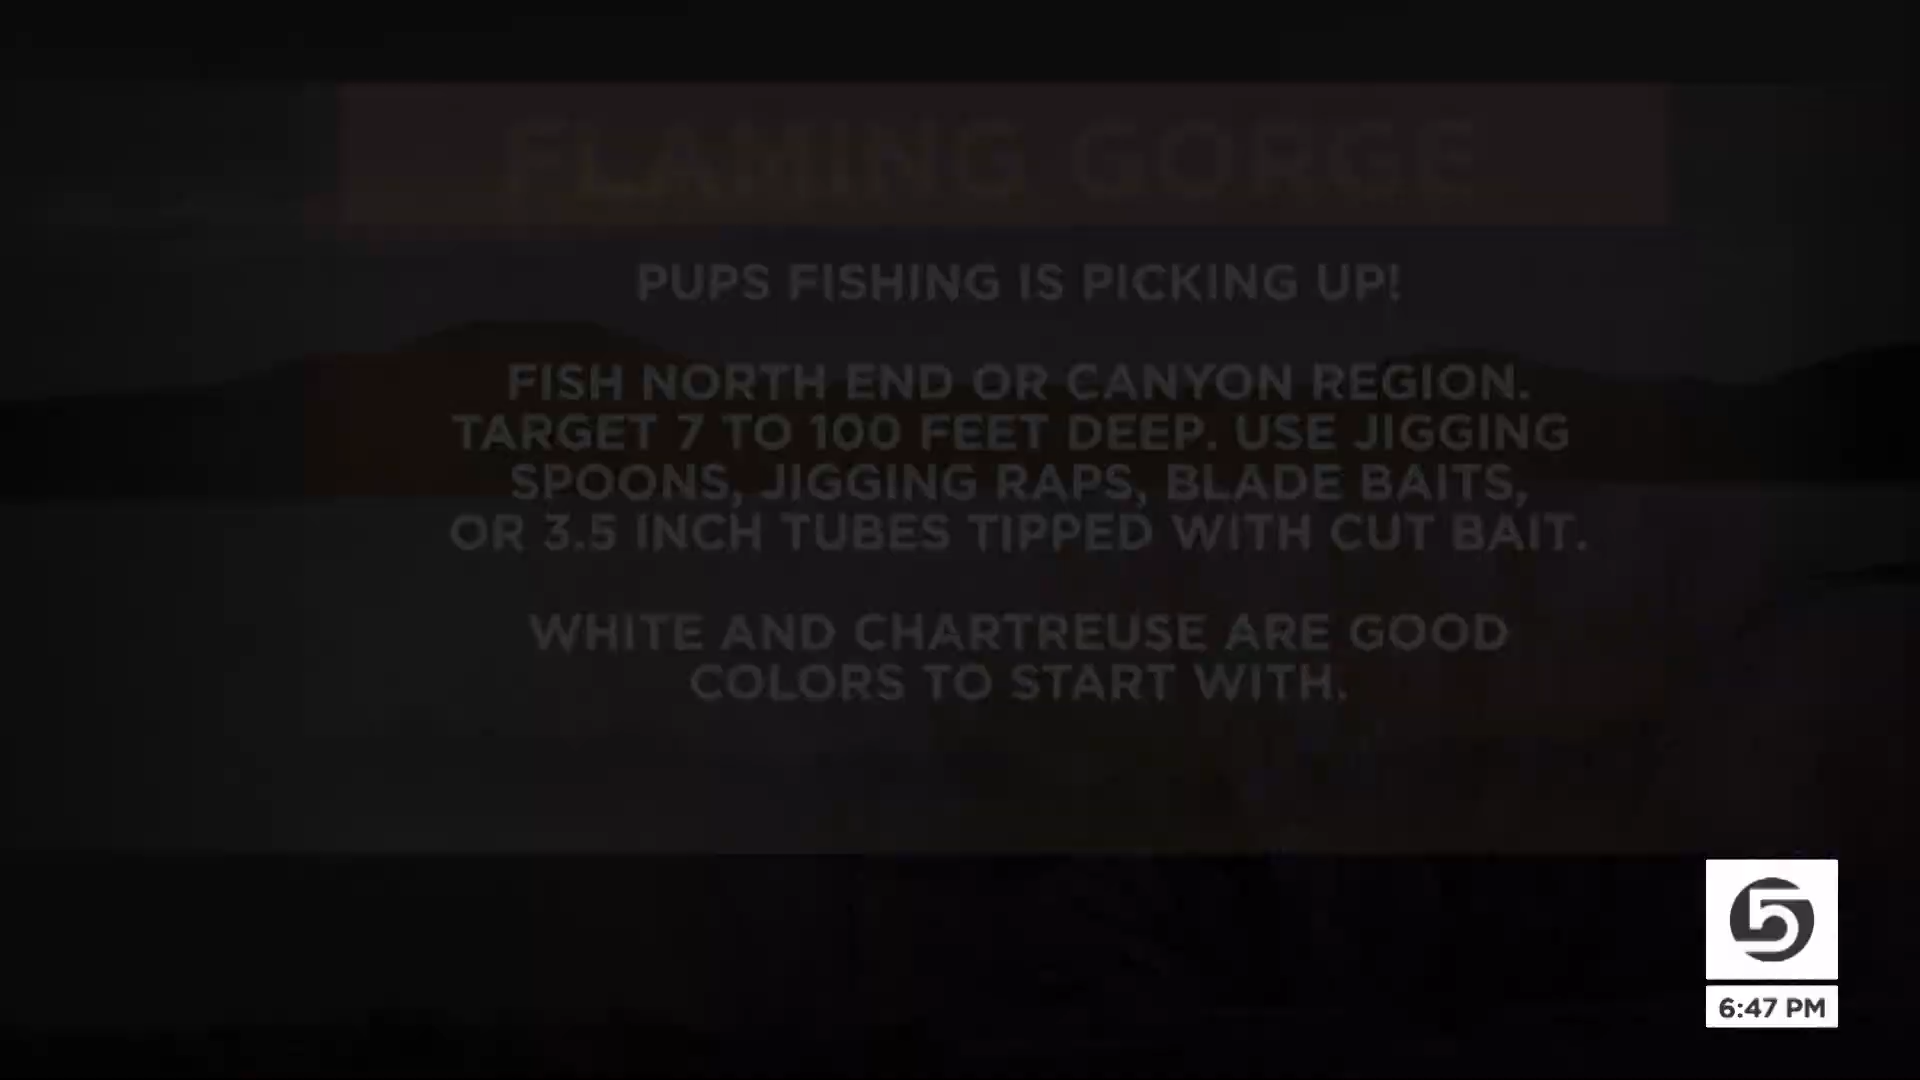 FLAMING GORGE
PUPS FISHING IS PICKING UP!
FISH NORTH END OR CANYON REGION.
TARGET 7 TO 100 FEET DEEP. USE JIGGING
SPOONS, JIGGING RAPS, BLADE BAITS,
OR 3.5 INCH TUBES TIPPED WITH CUT BAIT.
WHITE AND CHARTREUSE ARE GOOD
COLORS TO START WITH.
5
6:47 PM